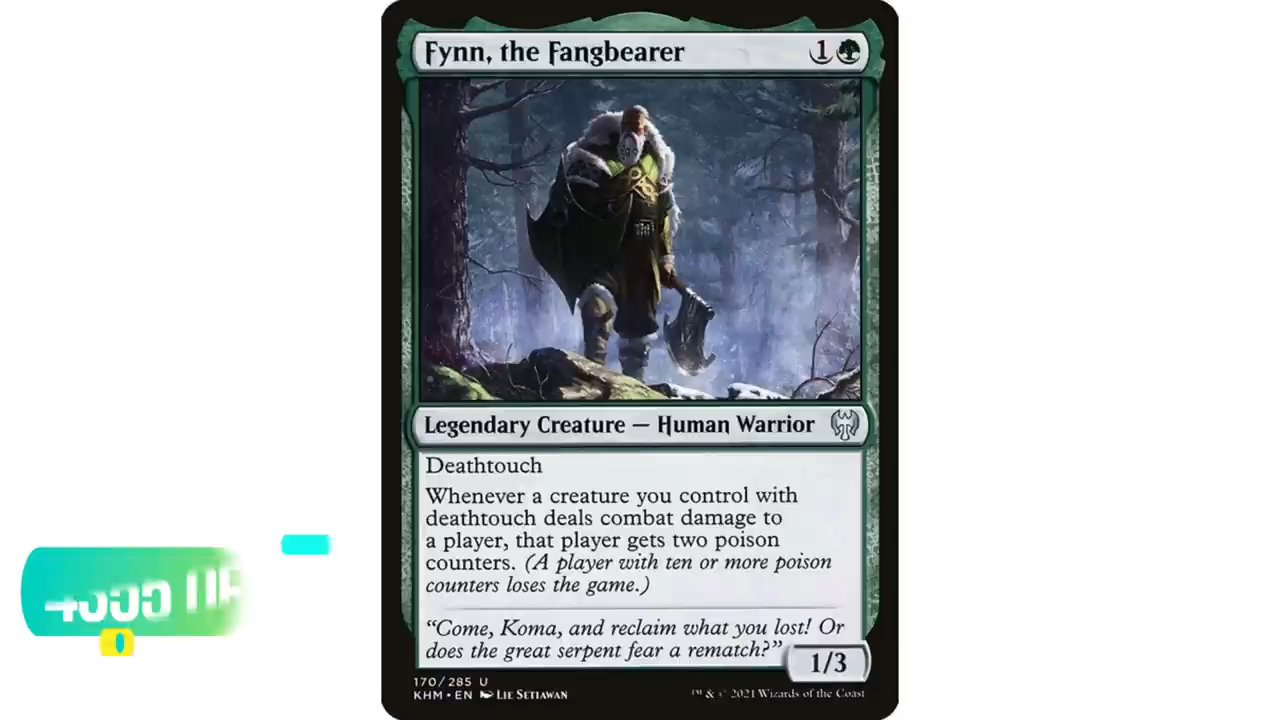 Fynn, the Fangbearer 1
Legendary Creature — Human Warrior
Deathtouch
Whenever a creature you control with
deathtouch deals combat damage to
a player, that player gets two poison
counters. (A player with ten or more poison
counters loses the game.)
“Come, Koma, and reclaim what you lost! Or
does the great serpent fear a rematch?”
1/3
170/285 U
KHM • EN Lie Setiawan
™ & © 2021 Wizards of the Coast